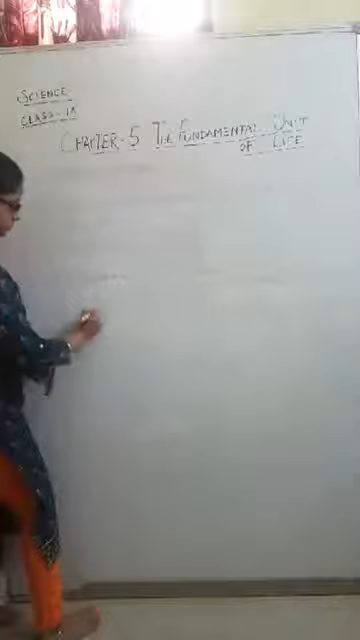 SCIENCE
CLASS-IX
CHAPTER-5 THE FUNDAMENTAL UNIT
OF LIFE